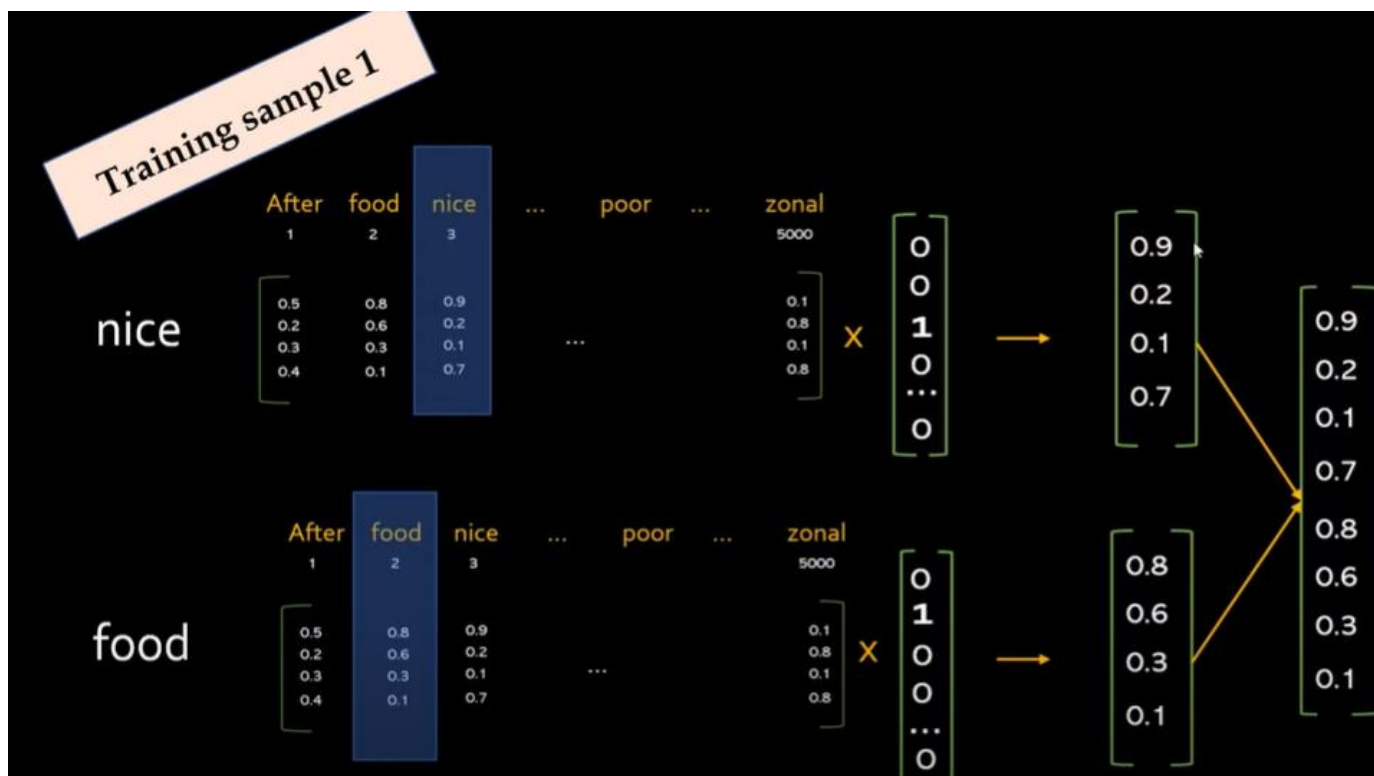 Training sample 1
After food nice ... poor ... zonal
1 2 3 5000
nice
0.5 0.8 0.9 0.1
0.2 0.6 0.2 0.8
0.3 0.3 0.1 ... 0.1
0.4 0.1 0.7 0.8
X
0
0
1
0
...
0
0.9
0.2
0.1
0.7
After food nice ... poor ... zonal
1 2 3 5000
food
0.5 0.8 0.9 0.1
0.2 0.6 0.2 0.8
0.3 0.3 0.1 ... 0.1
0.4 0.1 0.7 0.8
X
0
1
0
0
...
0
0.8
0.6
0.3
0.1
0.9
0.2
0.1
0.7
0.8
0.6
0.3
0.1